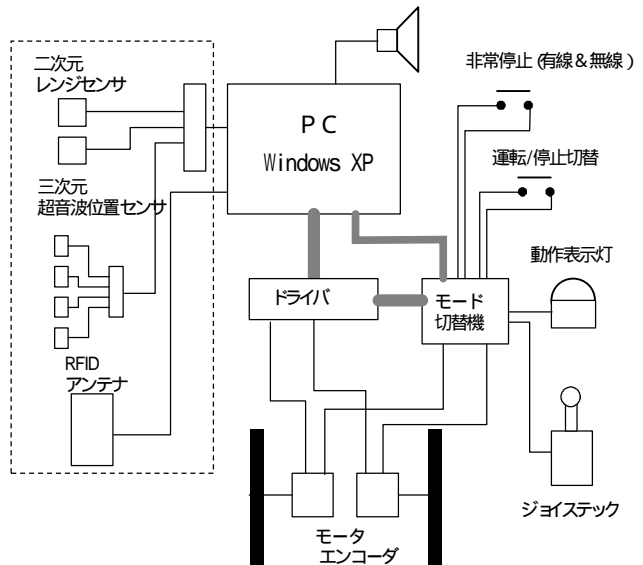 二次元
レンジセンサ
三次元
超音波位置センサ
RFID
アンテナ
PC
Windows XP
ドライバ
モータ
エンコーダ
モード
切替機
非常停止(有線&無線)
運転/停止切替
動作表示灯
ジョイステック